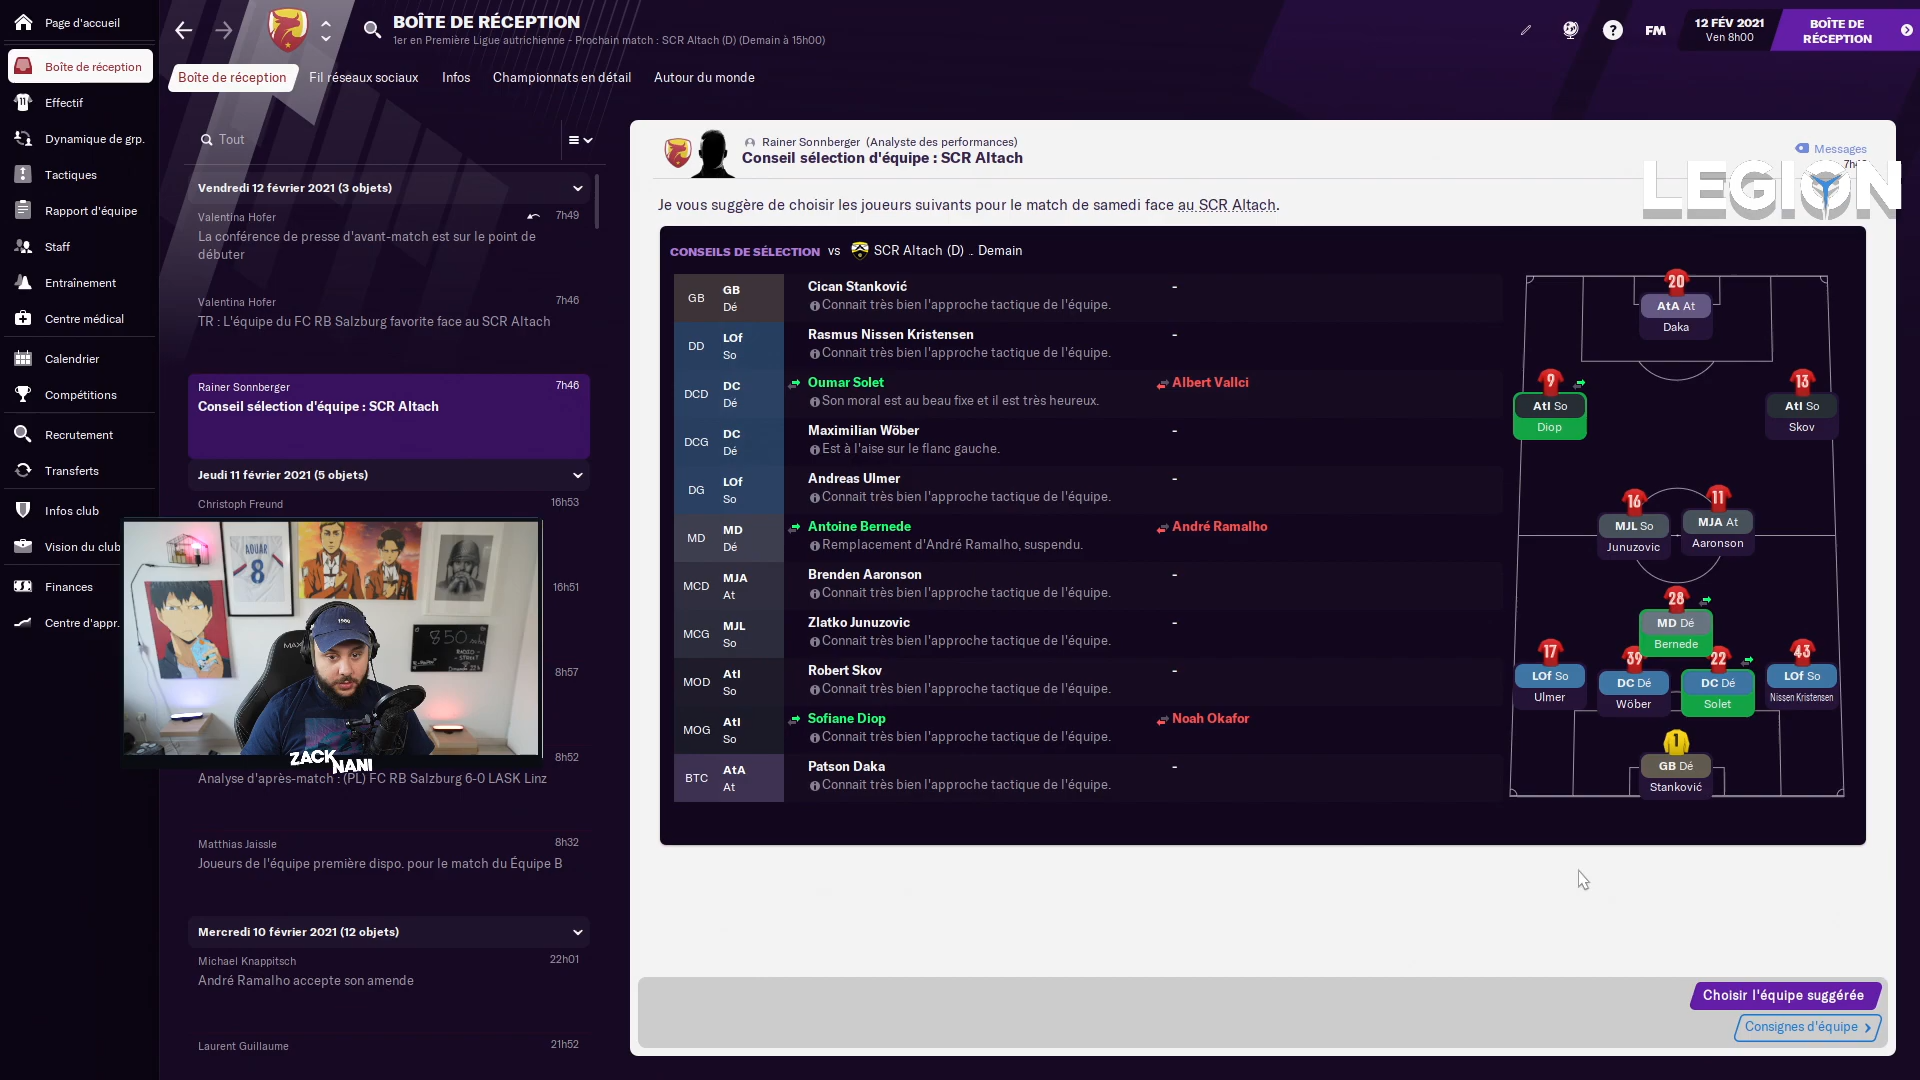 Page d'accueil
Boîte de réception
Effectif
Dynamique de grp.
Tactiques
Rapport d'équipe
Staff
Entraînement
Centre médical
Calendrier
Compétitions
Recrutement
Transferts
Infos club
Vision du club
Finances
Centre d'appr.
BOÎTE DE RÉCEPTION
1er en Première Ligue autrichienne - Prochain match : SCR Altach (D) (Demain à 15h00)
FM
12 FÉV 2021
Ven 8h00
BOÎTE DE
RÉCEPTION
Boîte de réception Fil réseaux sociaux Infos Championnats en détail Autour du monde
Tout
Vendredi 12 février 2021 (3 objets)
Valentina Hofer 7h49
La conférence de presse d'avant-match est sur le point de
débuter
Valentina Hofer 7h46
TR : L'équipe du FC RB Salzburg favorite face au SCR Altach
Rainer Sonnberger 7h46
Conseil sélection d'équipe : SCR Altach
Jeudi 11 février 2021 (5 objets)
Christoph Freund 16h53
16h51
8h57
8h52
Analyse d'après-match : (PL) FC RB Salzburg 6-0 LASK Linz
Matthias Jaissle 8h32
Joueurs de l'équipe première dispo. pour le match du Équipe B
Mercredi 10 février 2021 (12 objets)
Michael Knappitsch 22h01
André Ramalho accepte son amende
Laurent Guillaume 21h52
AOUAR
8
850
RADIO -
STREET
MAX
1980
ZACK
NANI
Rainer Sonnberger (Analyste des performances)
Conseil sélection d'équipe : SCR Altach
Messages
LEGION
Je vous suggère de choisir les joueurs suivants pour le match de samedi face au SCR Altach.
CONSEILS DE SÉLECTION vs SCR Altach (D) .. Demain
GB GB Dé Cican Stanković -
Connait très bien l'approche tactique de l'équipe.
DD LOf So Rasmus Nissen Kristensen -
Connait très bien l'approche tactique de l'équipe.
DCD DC Dé Oumar Solet Albert Vallci
Son moral est au beau fixe et il est très heureux.
DCG DC Dé Maximilian Wöber -
Est à l'aise sur le flanc gauche.
DG LOf So Andreas Ulmer -
Connait très bien l'approche tactique de l'équipe.
MD MD Dé Antoine Bernede André Ramalho
Remplacement d'André Ramalho, suspendu.
MCD MJA At Brenden Aaronson -
Connait très bien l'approche tactique de l'équipe.
MCG MJL So Zlatko Junuzovic -
Connait très bien l'approche tactique de l'équipe.
MOD AtI So Robert Skov -
Connait très bien l'approche tactique de l'équipe.
MOG AtI So Sofiane Diop Noah Okafor
Connait très bien l'approche tactique de l'équipe.
BTC AtA At Patson Daka -
Connait très bien l'approche tactique de l'équipe.
20
AtA At
Daka
9 13
AtI So AtI So
Diop Skov
16 11
MJL So MJA At
Junuzovic Aaronson
28
MD Dé
Bernede
17 39 22 43
LOf So DC Dé DC Dé LOf So
Ulmer Wöber Solet Nissen Kristensen
1
GB Dé
Stanković
Choisir l'équipe suggérée
Consignes d'équipe